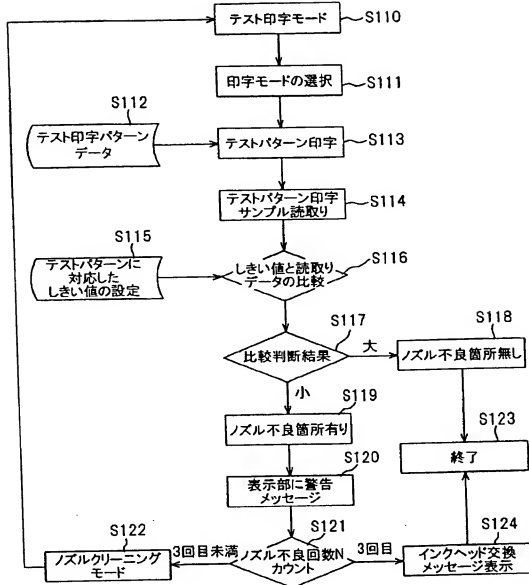 テスト印字モード
S110
印字モードの選択
S111
S112
テスト印字パターン
データ
テストパターン印字
S113
テストパターン印字
サンプル読取り
S114
S115
テストパターンに
対応した
しきい値の設定
しきい値と読取り
データの比較
S116
S117
比較判断結果
大
S118
ノズル不良箇所無し
小
S119
ノズル不良箇所有り
S123
終了
S120
表示部に警告
メッセージ
S121
ノズル不良回数N
カウント
3回目未満
S122
ノズルクリーニング
モード
3回目
S124
インクヘッド交換
メッセージ表示